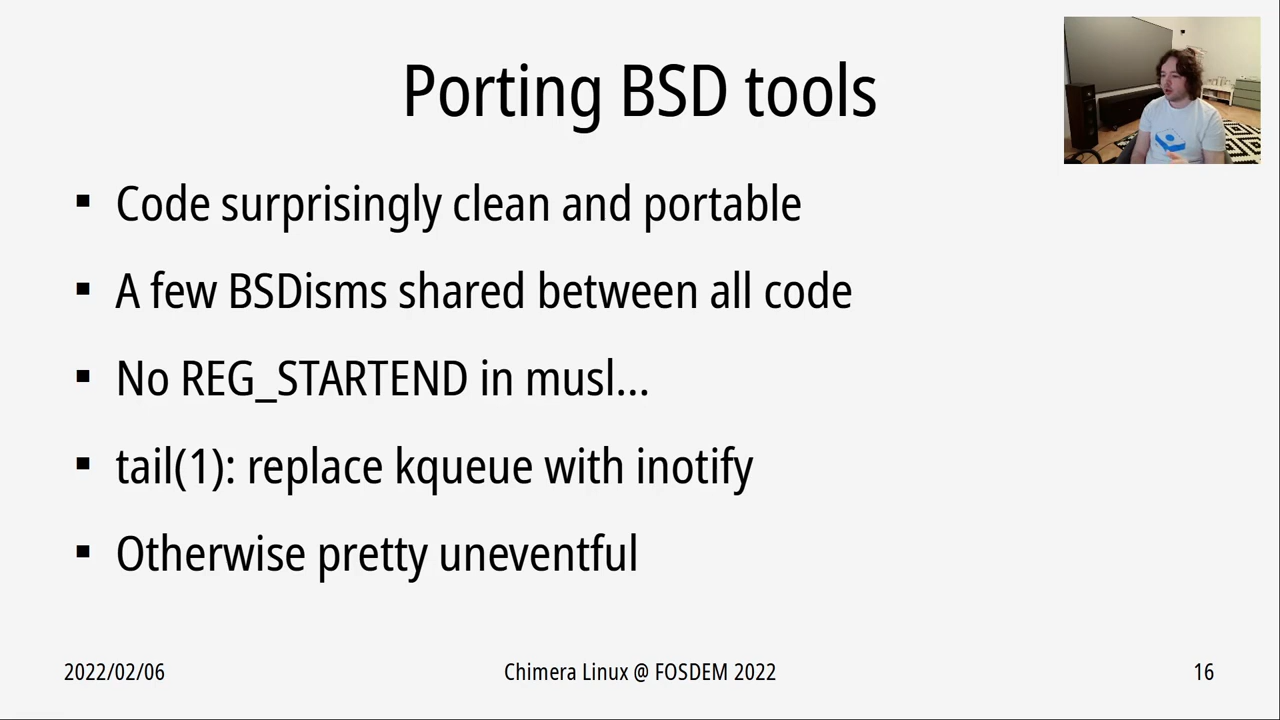 Porting BSD tools
Code surprisingly clean and portable
A few BSDisms shared between all code
No REG_STARTEND in musl...
tail(1): replace kqueue with inotify
Otherwise pretty uneventful
2022/02/06
Chimera Linux @ FOSDEM 2022
16